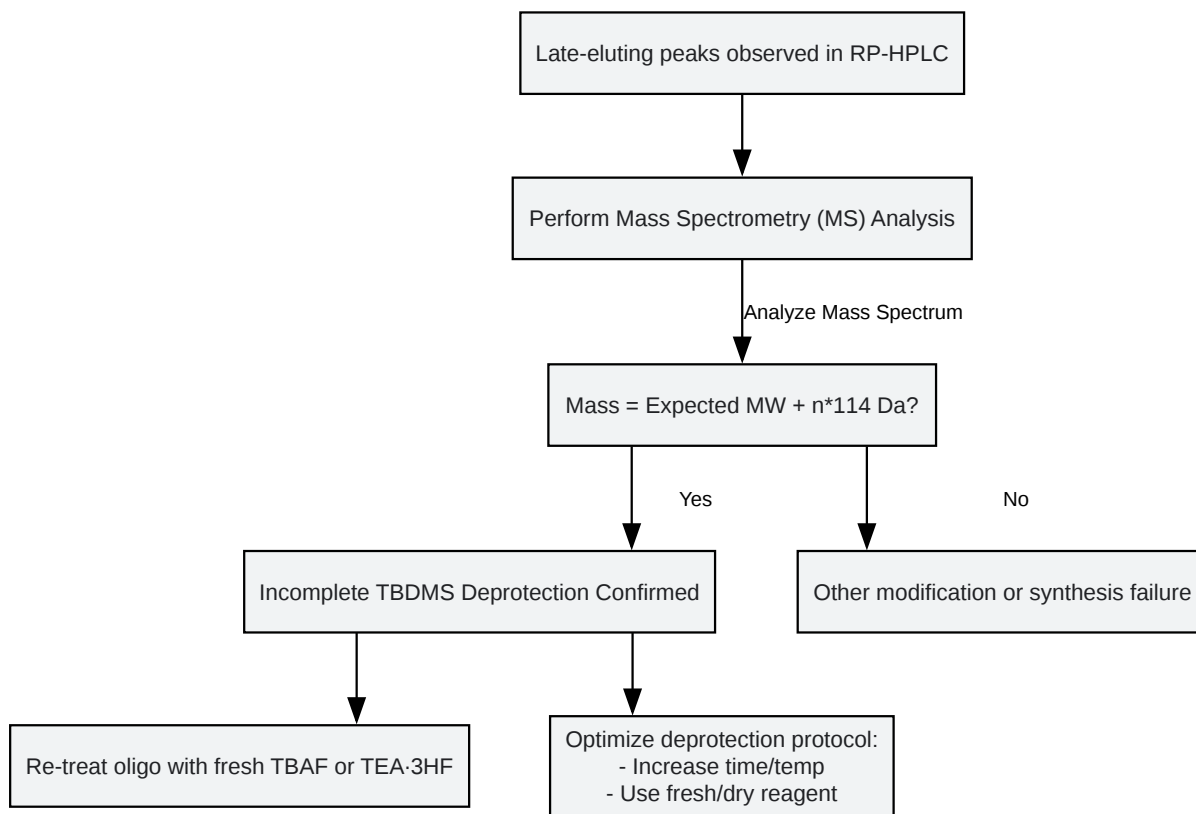 Late-eluting peaks observed in RP-HPLC
Perform Mass Spectrometry (MS) Analysis
Analyze Mass Spectrum
Mass = Expected MW + n*114 Da?
Yes
No
Incomplete TBDMS Deprotection Confirmed
Other modification or synthesis failure
Re-treat oligo with fresh TBAF or TEA·3HF
Optimize deprotection protocol:
- Increase time/temp
- Use fresh/dry reagent